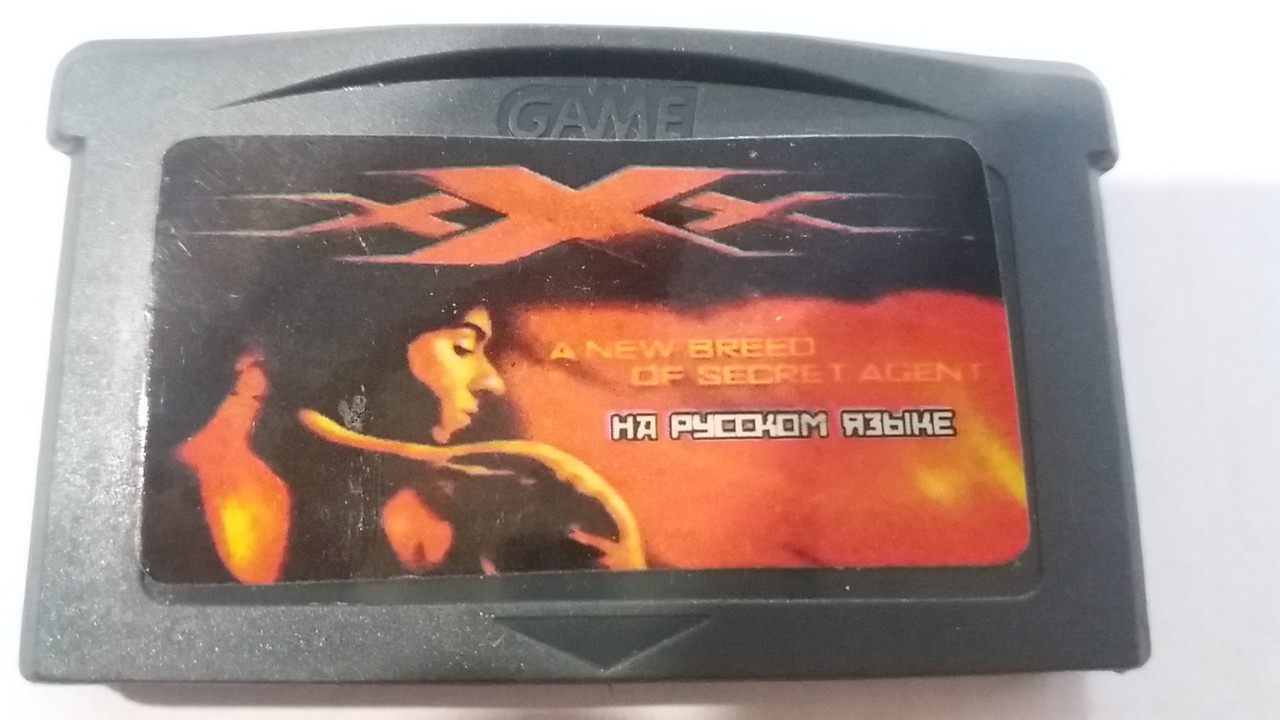 GAME
xXx
A NEW BREED
OF SECRET AGENT
НА РУССКОМ ЯЗЫКЕ